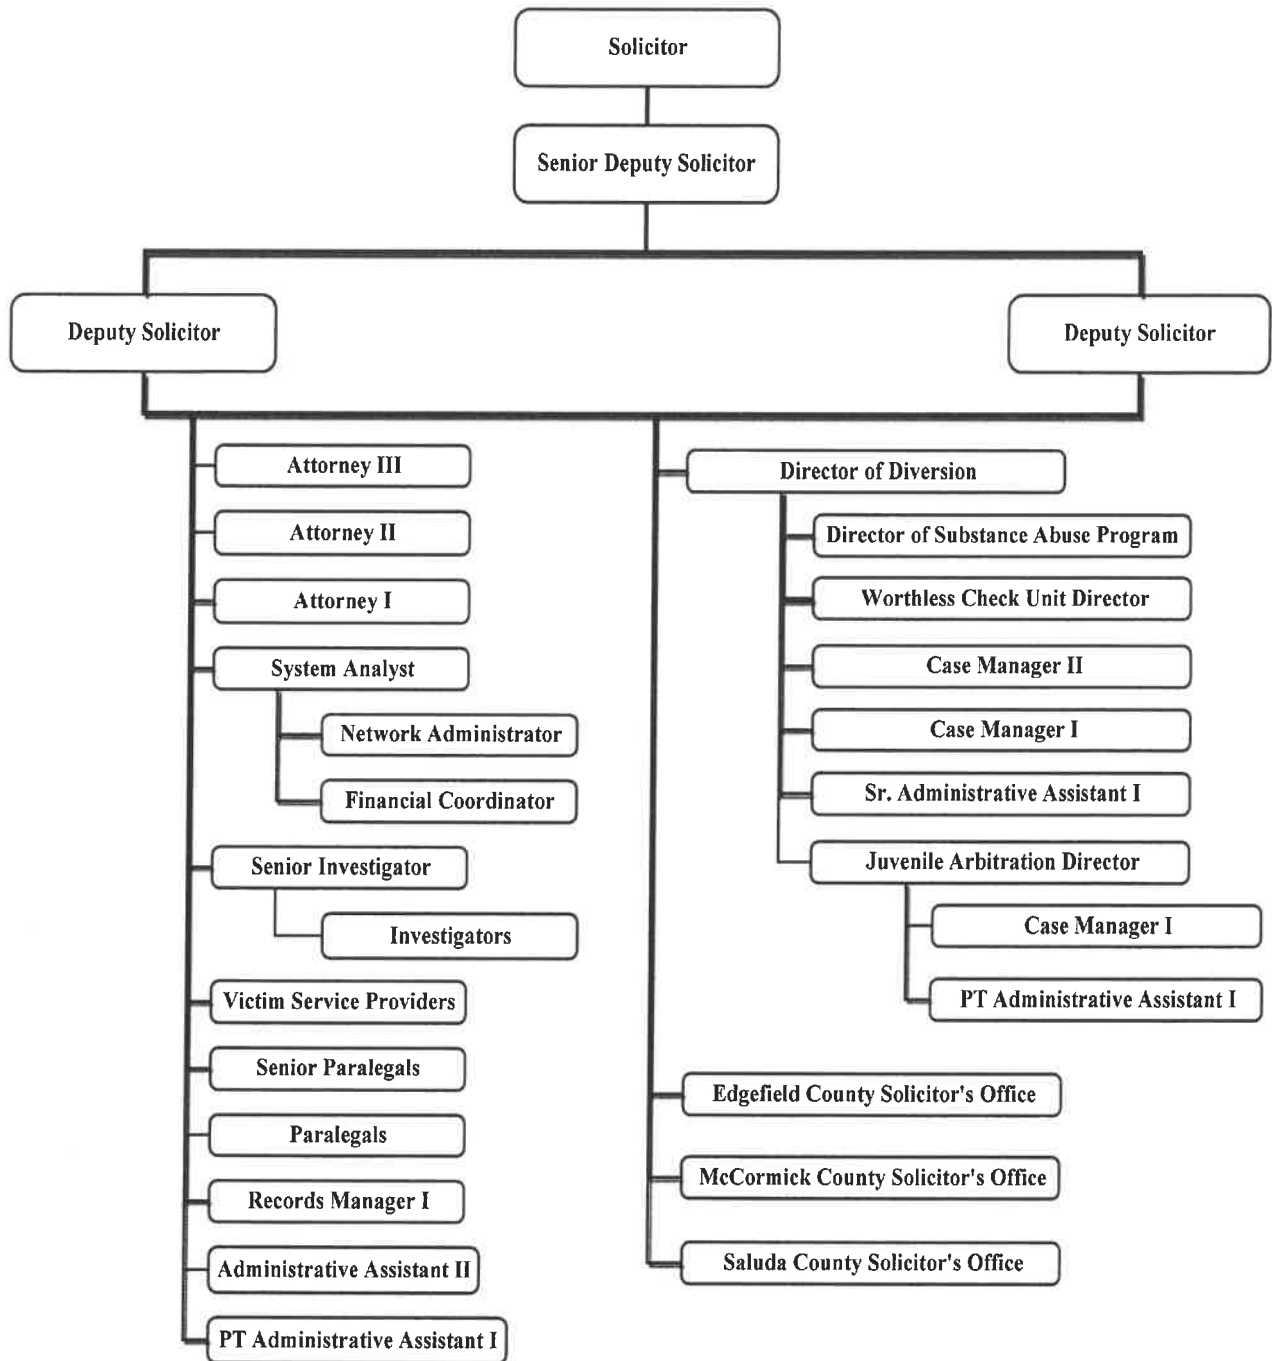 Solicitor
Senior Deputy Solicitor
Deputy Solicitor
Deputy Solicitor
Attorney III
Attorney II
Attorney I
System Analyst
Network Administrator
Financial Coordinator
Senior Investigator
Investigators
Victim Service Providers
Senior Paralegals
Paralegals
Records Manager I
Administrative Assistant II
PT Administrative Assistant I
Director of Diversion
Director of Substance Abuse Program
Worthless Check Unit Director
Case Manager II
Case Manager I
Sr. Administrative Assistant I
Juvenile Arbitration Director
Case Manager I
PT Administrative Assistant I
Edgefield County Solicitor's Office
McCormick County Solicitor's Office
Saluda County Solicitor's Office